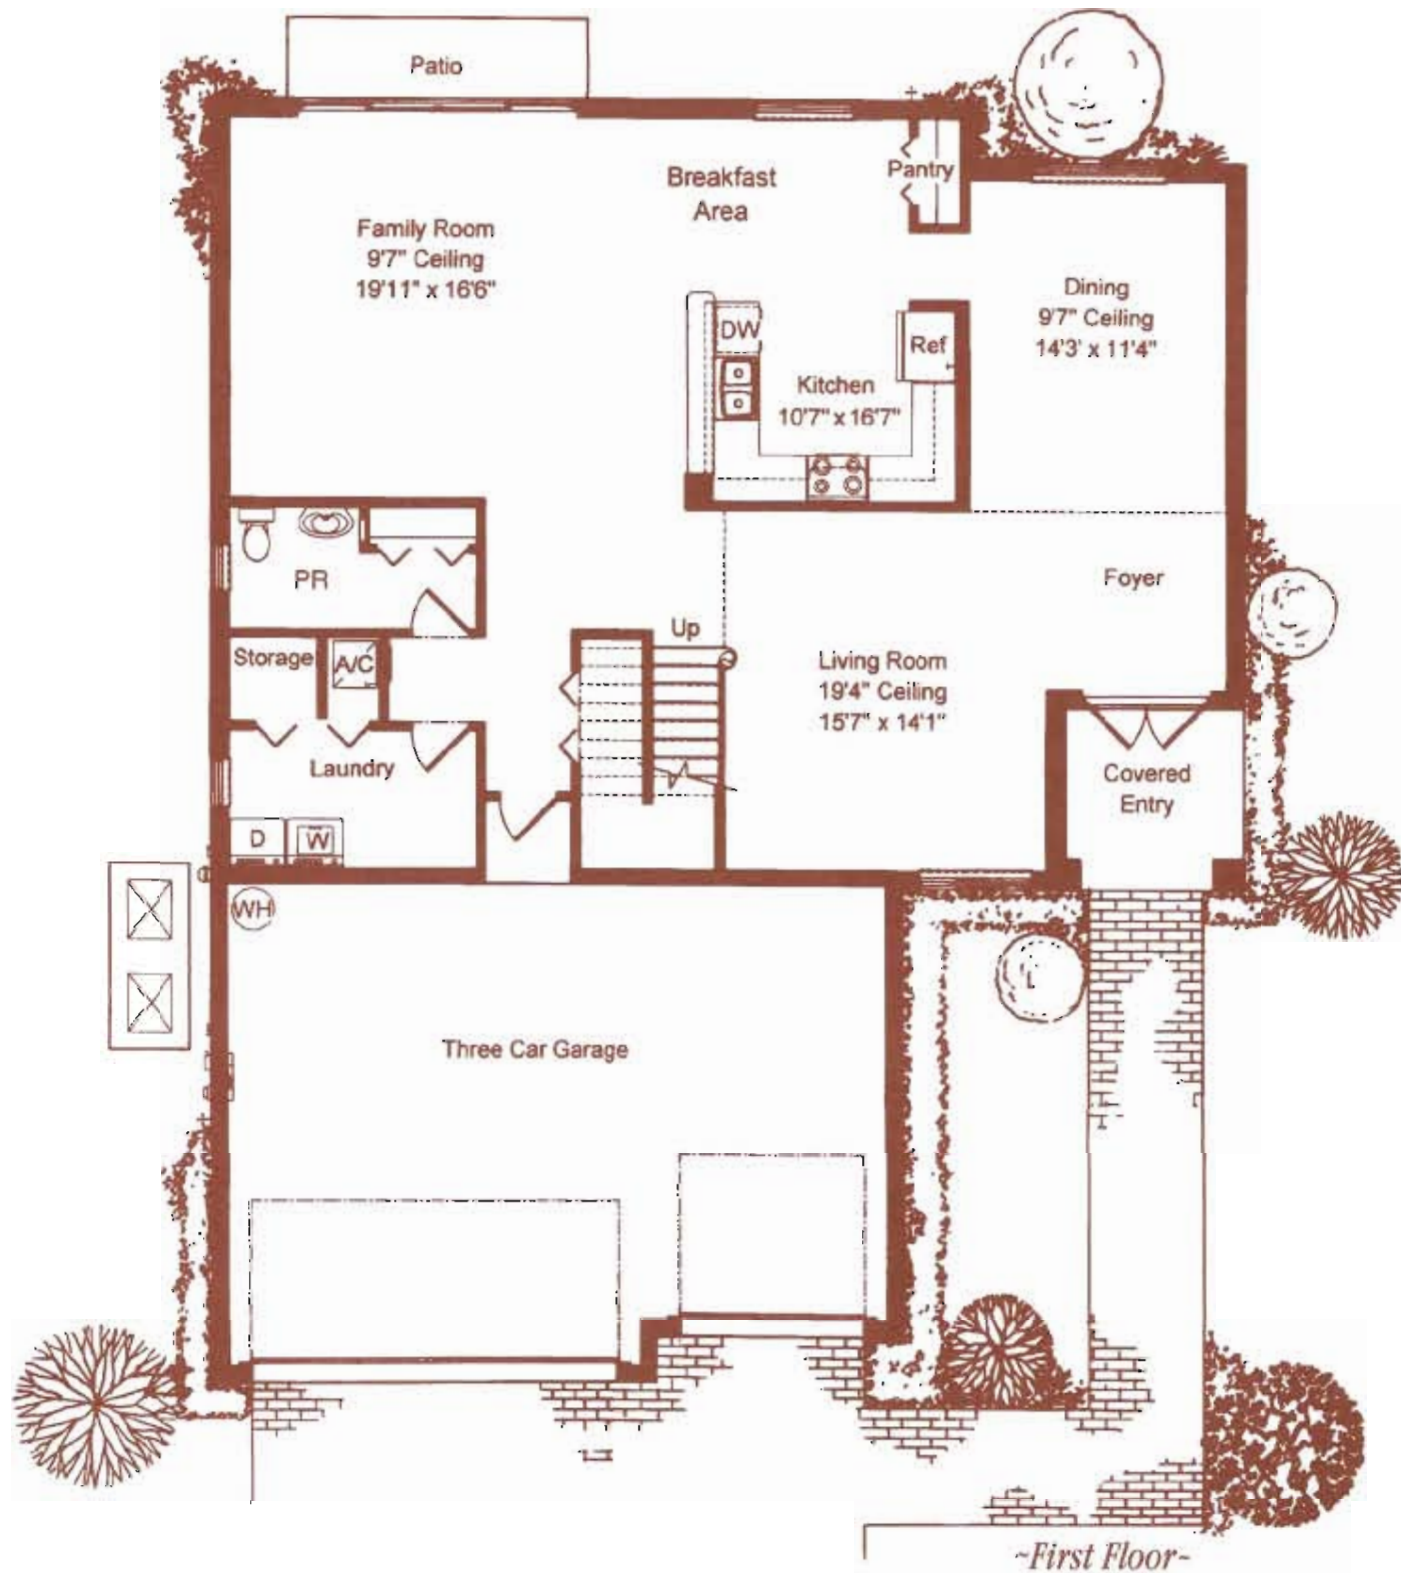 Patio
Breakfast
Area
Pantry
Family Room
9'7" Ceiling
19'11" x 16'6"
Dining
9'7" Ceiling
14'3' x 11'4"
DW
Ref
Kitchen
10'7" x 16'7"
PR
Foyer
Up
Storage
A/C
Living Room
19'4" Ceiling
15'7" x 14'1"
Laundry
Covered
Entry
D
W
WH
Three Car Garage
~First Floor~